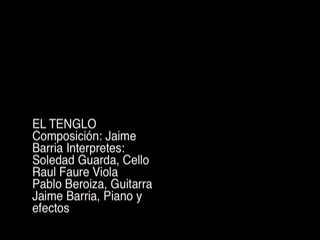 EL TENGLO
Composición: Jaime
Barria Interpretes:
Soledad Guarda, Cello
Raul Faure Viola
Pablo Beroiza, Guitarra
Jaime Barria, Piano y
efectos